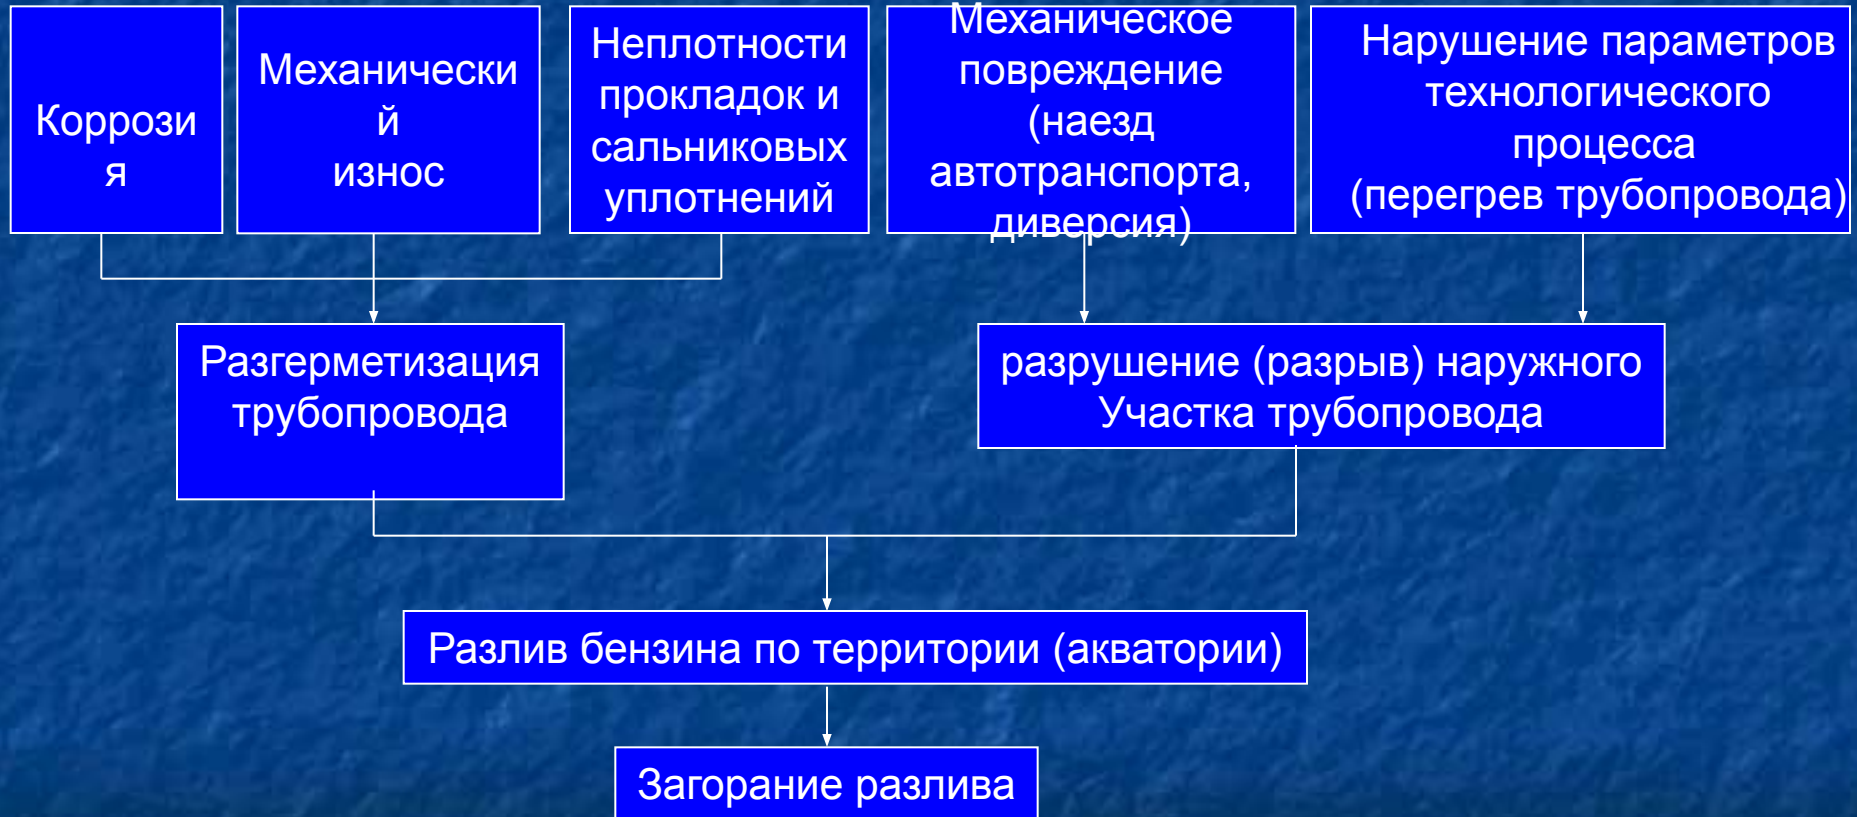 Коррози
я
Механически
й
износ
Неплотности
прокладок и
сальниковых
уплотнений
Механическое
повреждение
(наезд
автотранспорта,
диверсия)
Нарушение параметров
технологического
процесса
(перегрев трубопровода)
Разгерметизация
трубопровода
разрушение (разрыв) наружного
Участка трубопровода
Разлив бензина по территории (акватории)
Загорание разлива